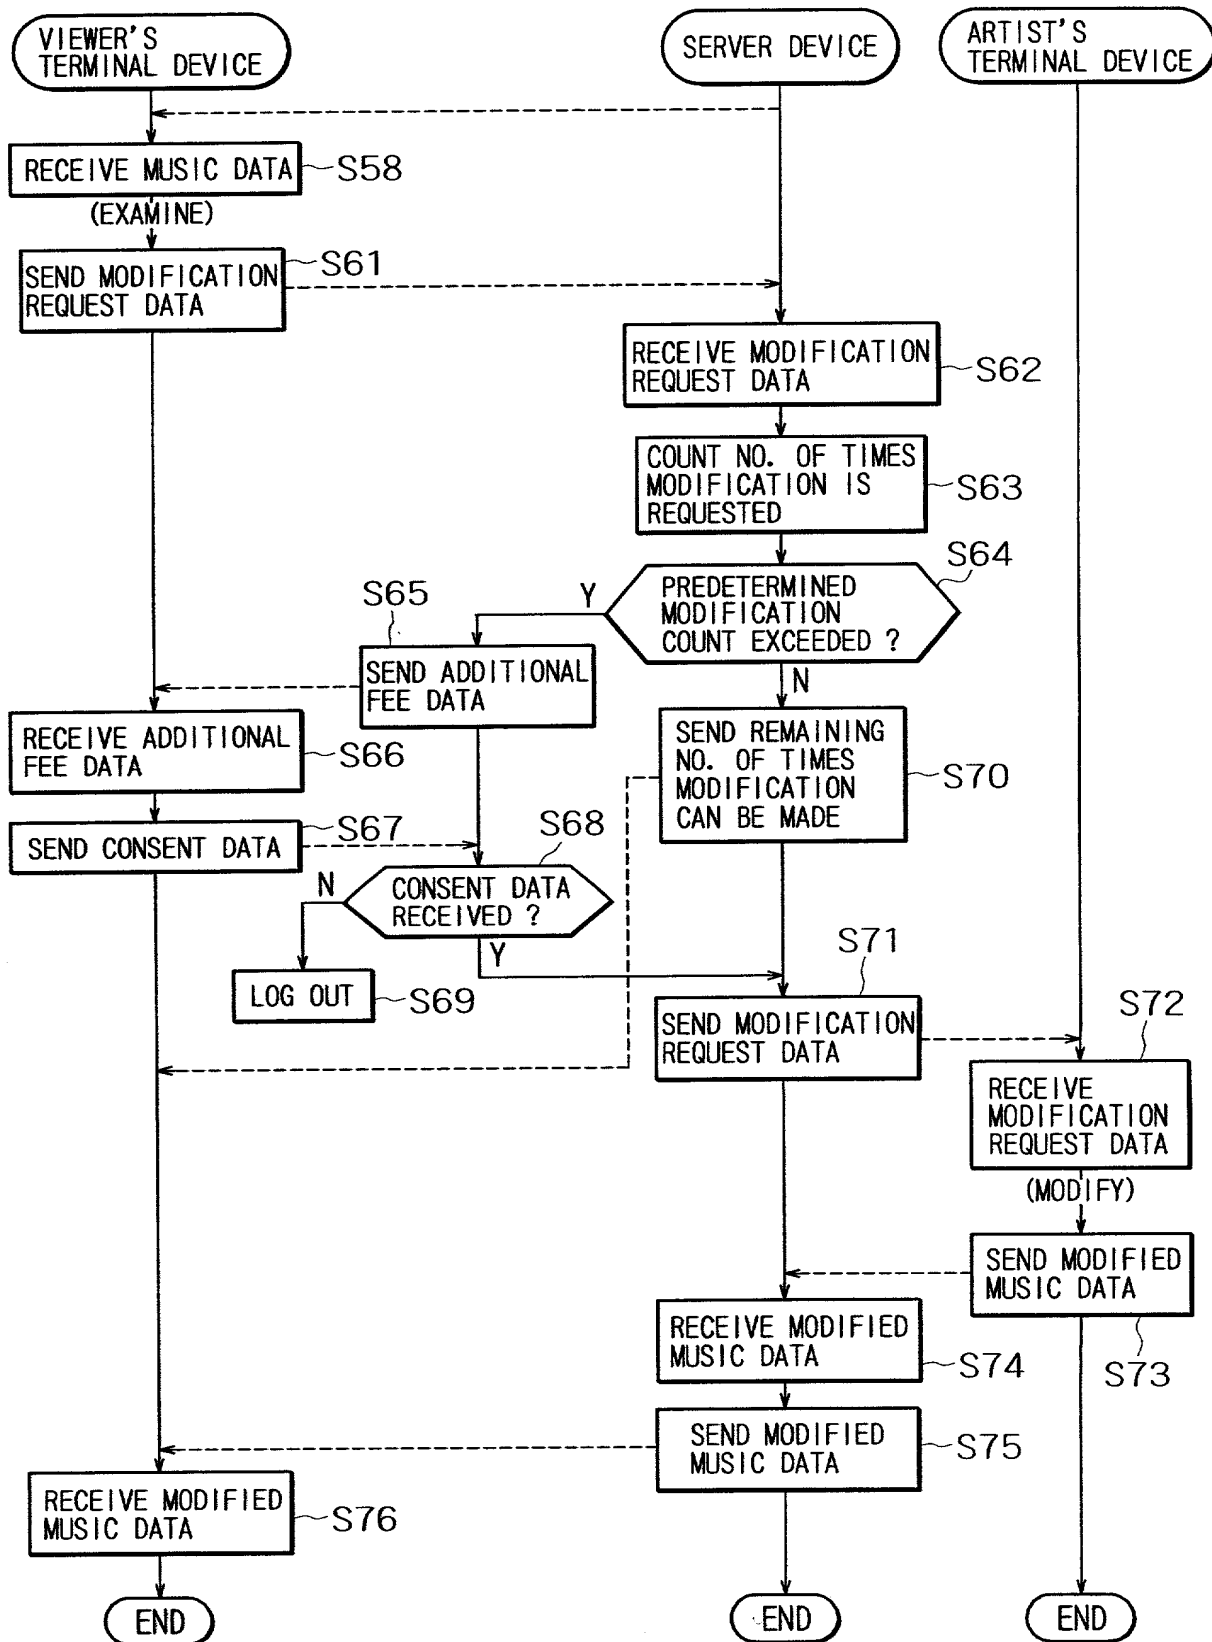 VIEWER'S
TERMINAL DEVICE
SERVER DEVICE
ARTIST'S
TERMINAL DEVICE
RECEIVE MUSIC DATA
S58
(EXAMINE)
SEND MODIFICATION
REQUEST DATA
S61
RECEIVE MODIFICATION
REQUEST DATA
S62
COUNT NO. OF TIMES
MODIFICATION IS
REQUESTED
S63
PREDETERMINED
MODIFICATION
COUNT EXCEEDED ?
S64
Y
N
S65
SEND ADDITIONAL
FEE DATA
RECEIVE ADDITIONAL
FEE DATA
S66
SEND REMAINING
NO. OF TIMES
MODIFICATION
CAN BE MADE
S70
SEND CONSENT DATA
S67
S68
CONSENT DATA
RECEIVED ?
N
Y
LOG OUT
S69
S71
SEND MODIFICATION
REQUEST DATA
S72
RECEIVE
MODIFICATION
REQUEST DATA
(MODIFY)
SEND MODIFIED
MUSIC DATA
S73
RECEIVE MODIFIED
MUSIC DATA
S74
SEND MODIFIED
MUSIC DATA
S75
RECEIVE MODIFIED
MUSIC DATA
S76
END
END
END